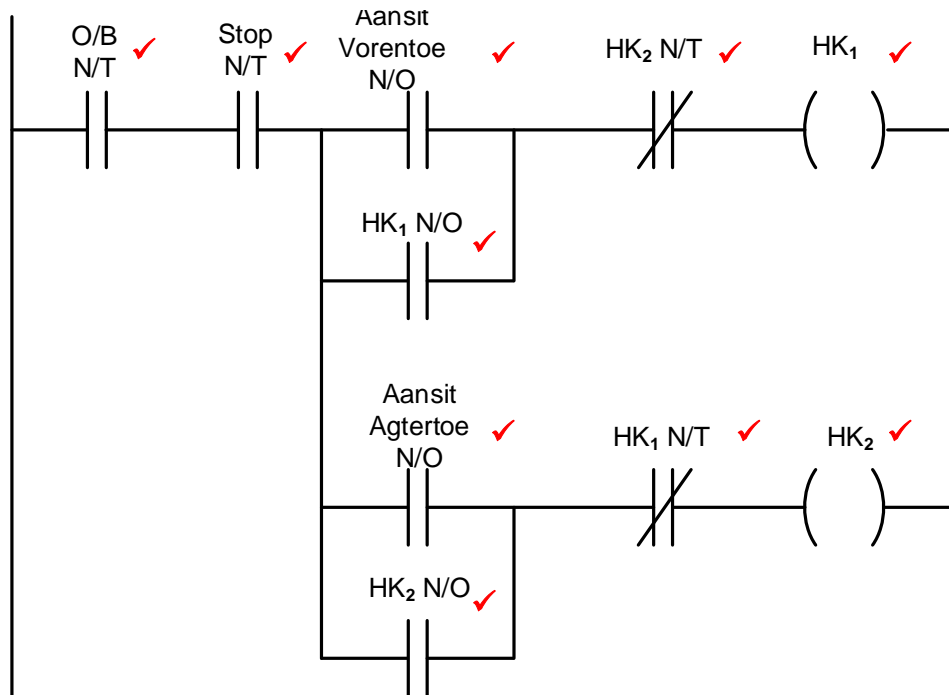 O/B
N/T
Stop
N/T
Aansit
Vorentoe
N/O
HK₂ N/T
HK₁
HK₁ N/O
Aansit
Agtertoe
N/O
HK₁ N/T
HK₂
HK₂ N/O